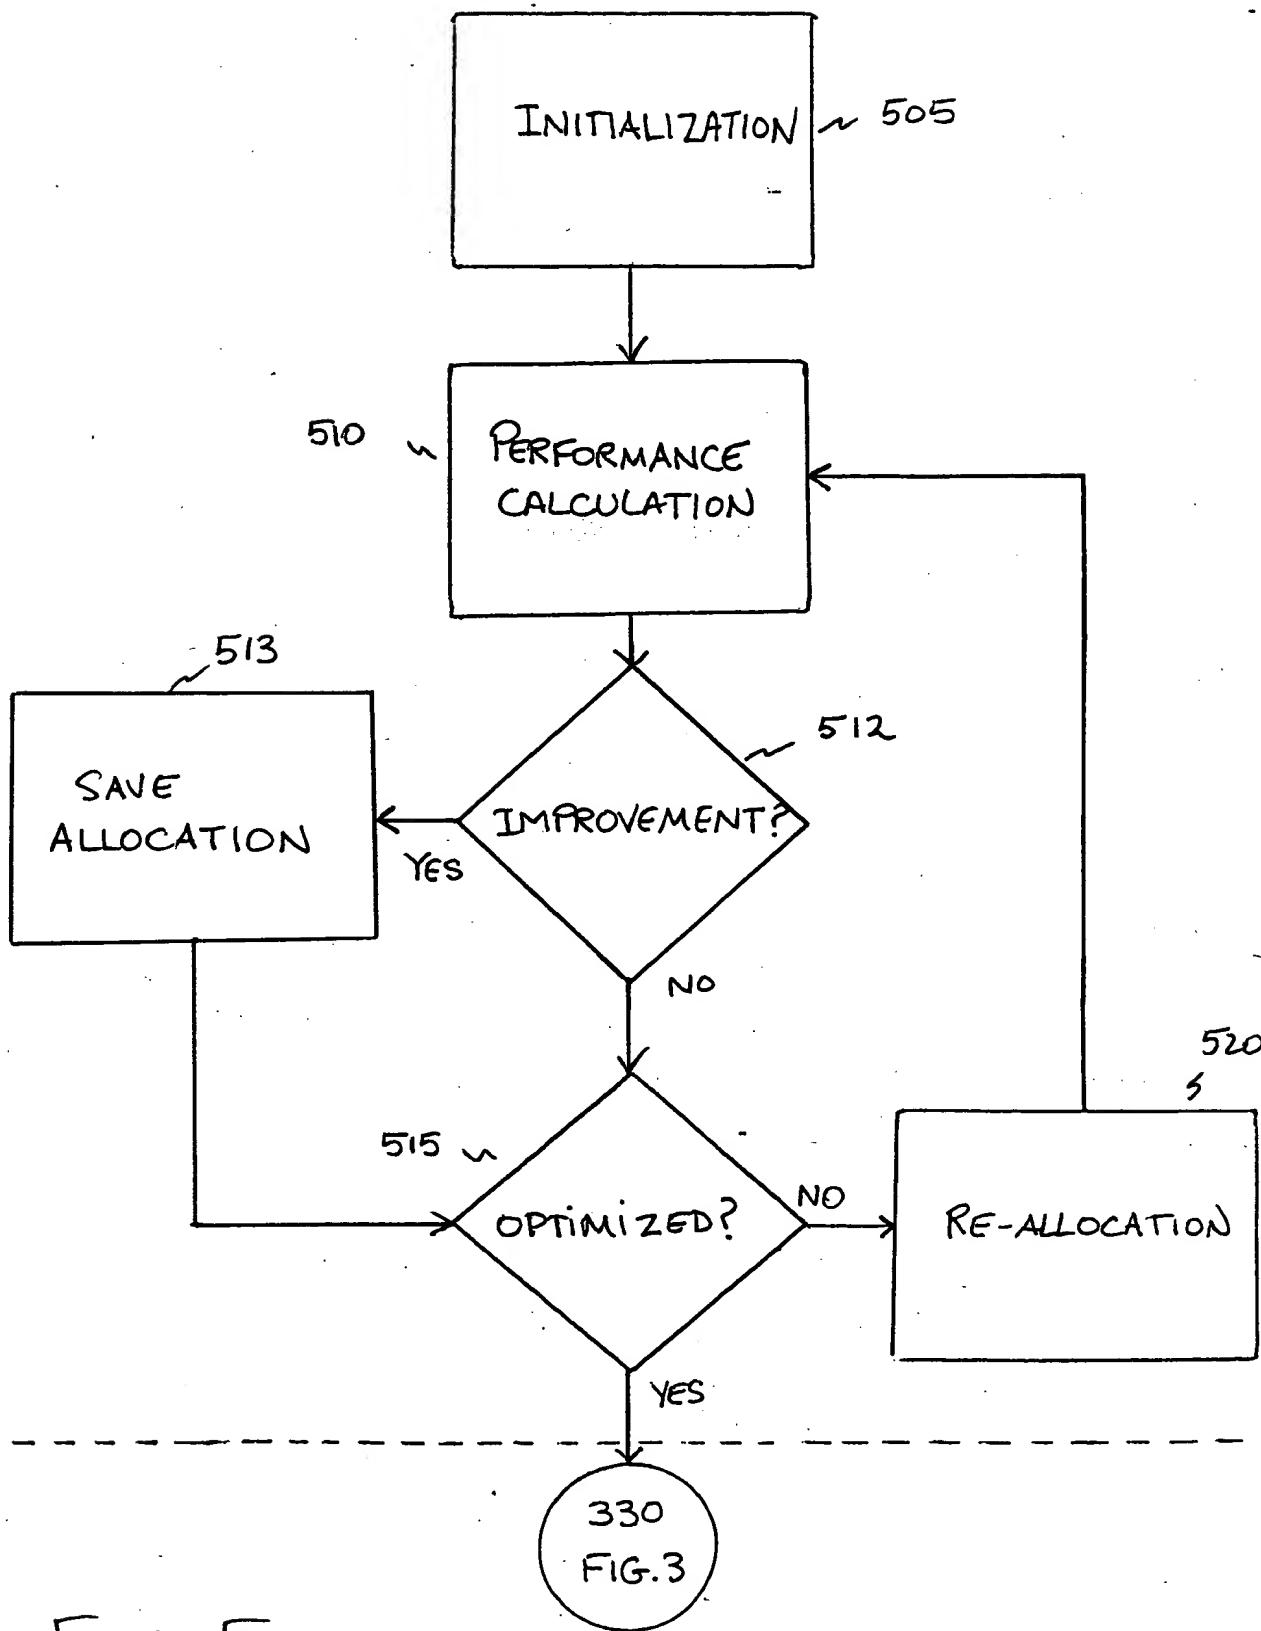 INITIALIZATION
505
510
PERFORMANCE
CALCULATION
513
512
SAVE
ALLOCATION
IMPROVEMENT?
YES
NO
520
515
OPTIMIZED?
NO
RE-ALLOCATION
YES
330
FIG.3